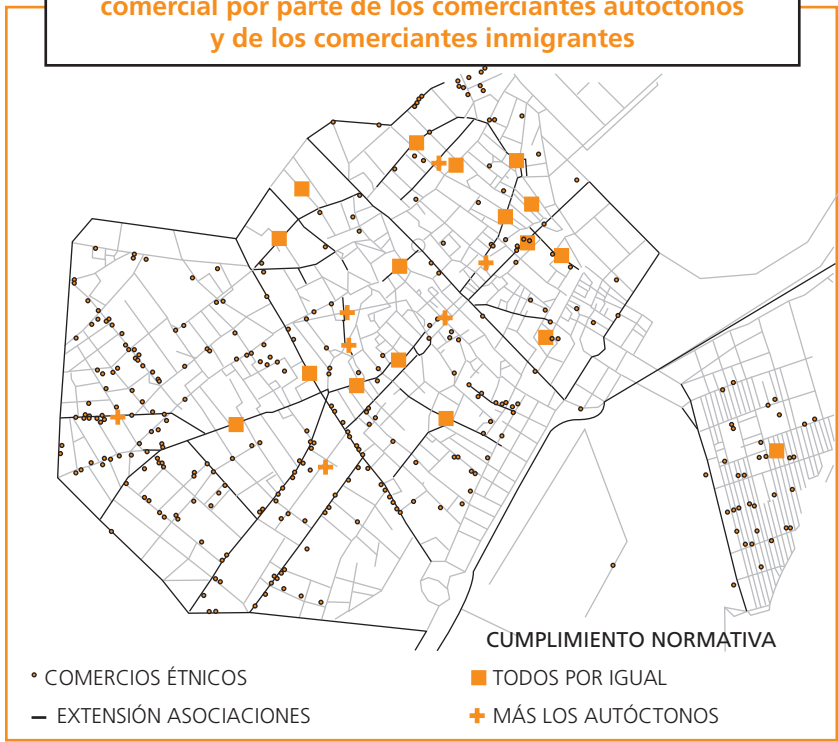 comercial por parte de los comerciantes autóctonos
y de los comerciantes inmigrantes
CUMPLIMIENTO NORMATIVA
COMERCIOS ÉTNICOS
TODOS POR IGUAL
EXTENSIÓN ASOCIACIONES
MÁS LOS AUTÓCTONOS